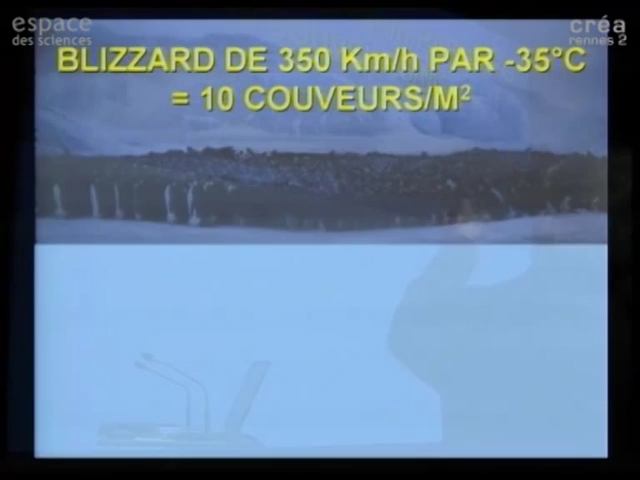 espace
des sciences
créa
rennes 2
BLIZZARD DE 350 Km/h PAR -35°C
= 10 COUVEURS/M²